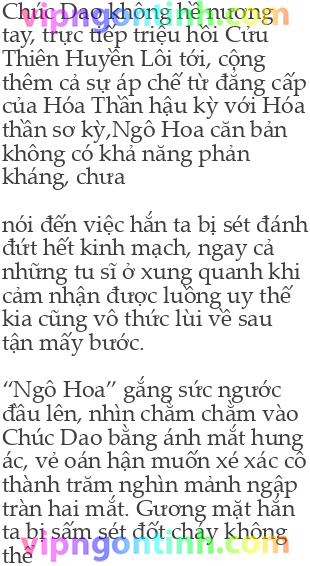 Chúc Dao không hề nương
tay, trực tiếp triệu hồi Cửu
Thiên Huyền Lôi tới, cộng
thêm cả sự áp chế từ đẳng cấp
của Hóa Thần hậu kỳ với Hóa
thần sơ kỳ,Ngô Hoa căn bản
không có khả năng phản
kháng, chưa
nói đến việc hắn ta bị sét đánh
đứt hết kinh mạch, ngay cả
những tu sĩ ở xung quanh khi
cảm nhận được luồng uy thế
kia cũng vô thức lùi về sau
tận mấy bước.
“Ngô Hoa” gắng sức ngước
đầu lên, nhìn chằm chằm vào
Chúc Dao bằng ánh mắt hung
ác, vẻ oán hận muốn xé xác cô
thành trăm nghìn mảnh ngập
tràn hai mắt. Gương mặt hắn
ta bị sấm sét đốt cháy không
thể
vipngontinh.com
vipngontinh.com